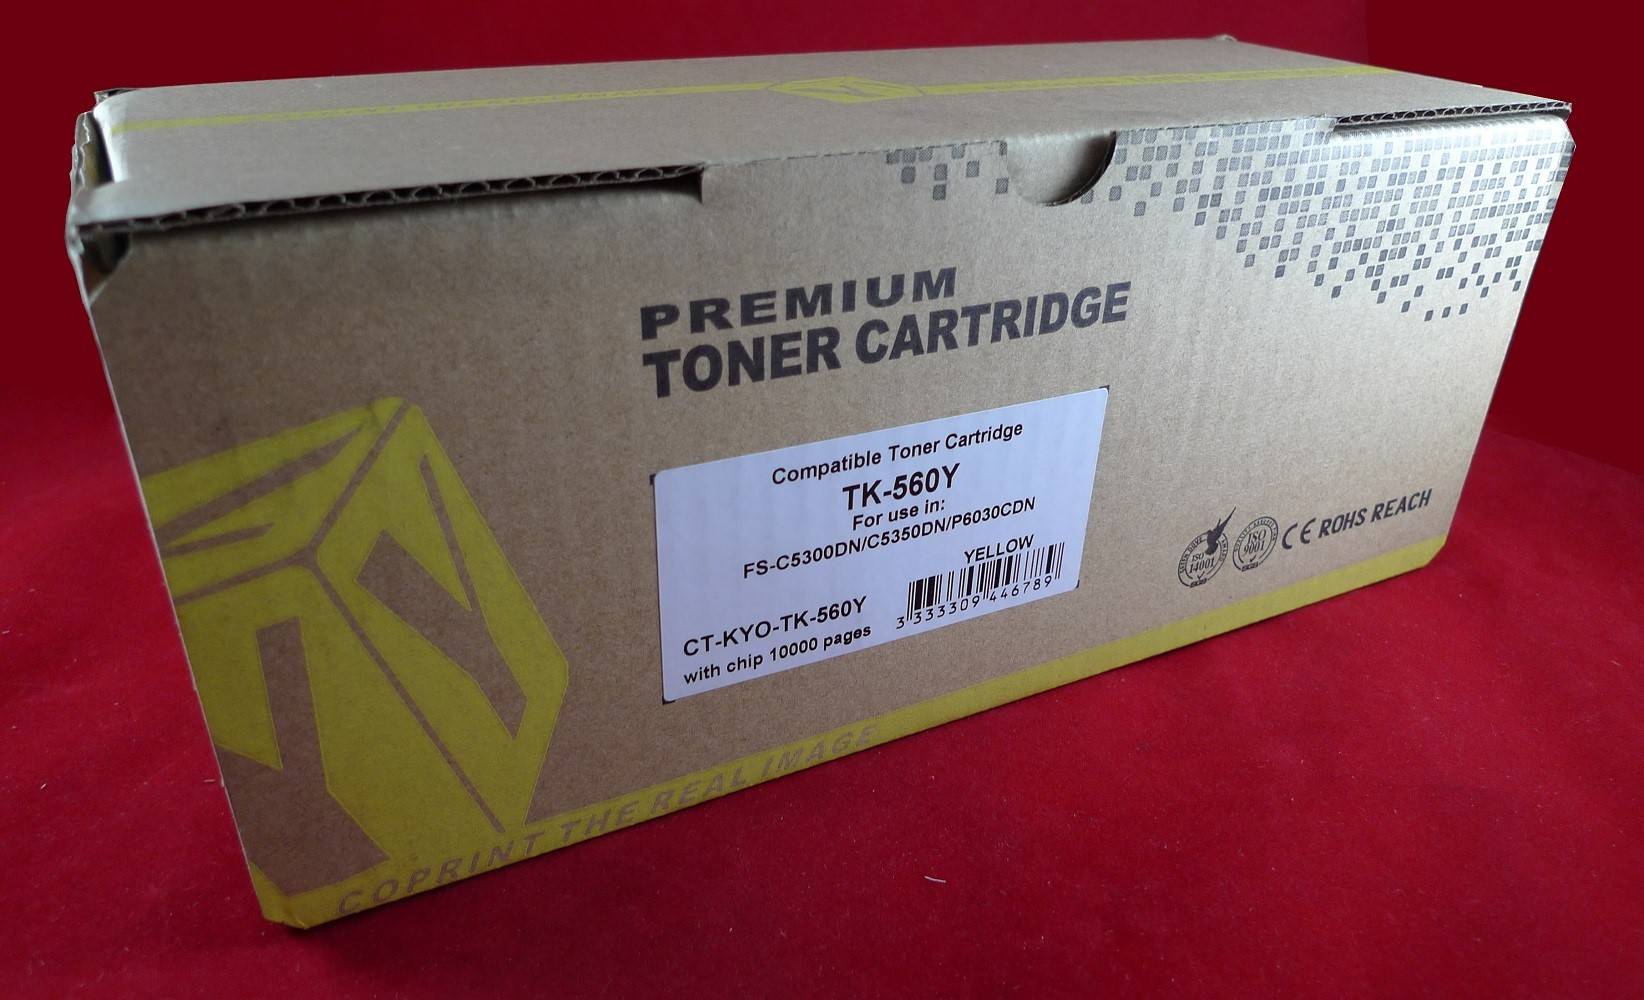 PREMIUM
TONER CARTRIDGE
Compatible Toner Cartridge
TK-560Y
For use in:
FS-C5300DN/C5350DN/P6030CDN
YELLOW
3 333309 446789
CT-KYO-TK-560Y
with chip 10000 pages
ISO
14001
ISO
9001
CE ROHS REACH
COPRINT THE REAL IMAGE